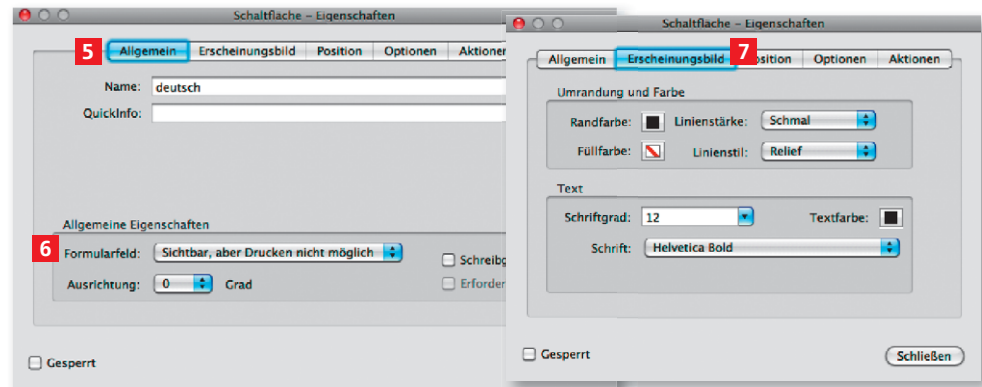 Schaltfläche – Eigenschaften
5
Allgemein Erscheinungsbild Position Optionen
Name: deutsch
QuickInfo:
Allgemeine Eigenschaften
6
Formularfeld: Sichtbar, aber Drucken nicht möglich
Ausrichtung: 0 Grad
Gesperrt
Schaltfläche – Eigenschaften
7
Allgemein Erscheinungsbild Optionen Aktionen
Umrandung und Farbe
Randfarbe: Linienstärke: Schmal
Füllfarbe: Linienstil: Relief
Text
Schriftgrad: 12 Textfarbe:
Schrift: Helvetica Bold
Gesperrt
Schließen